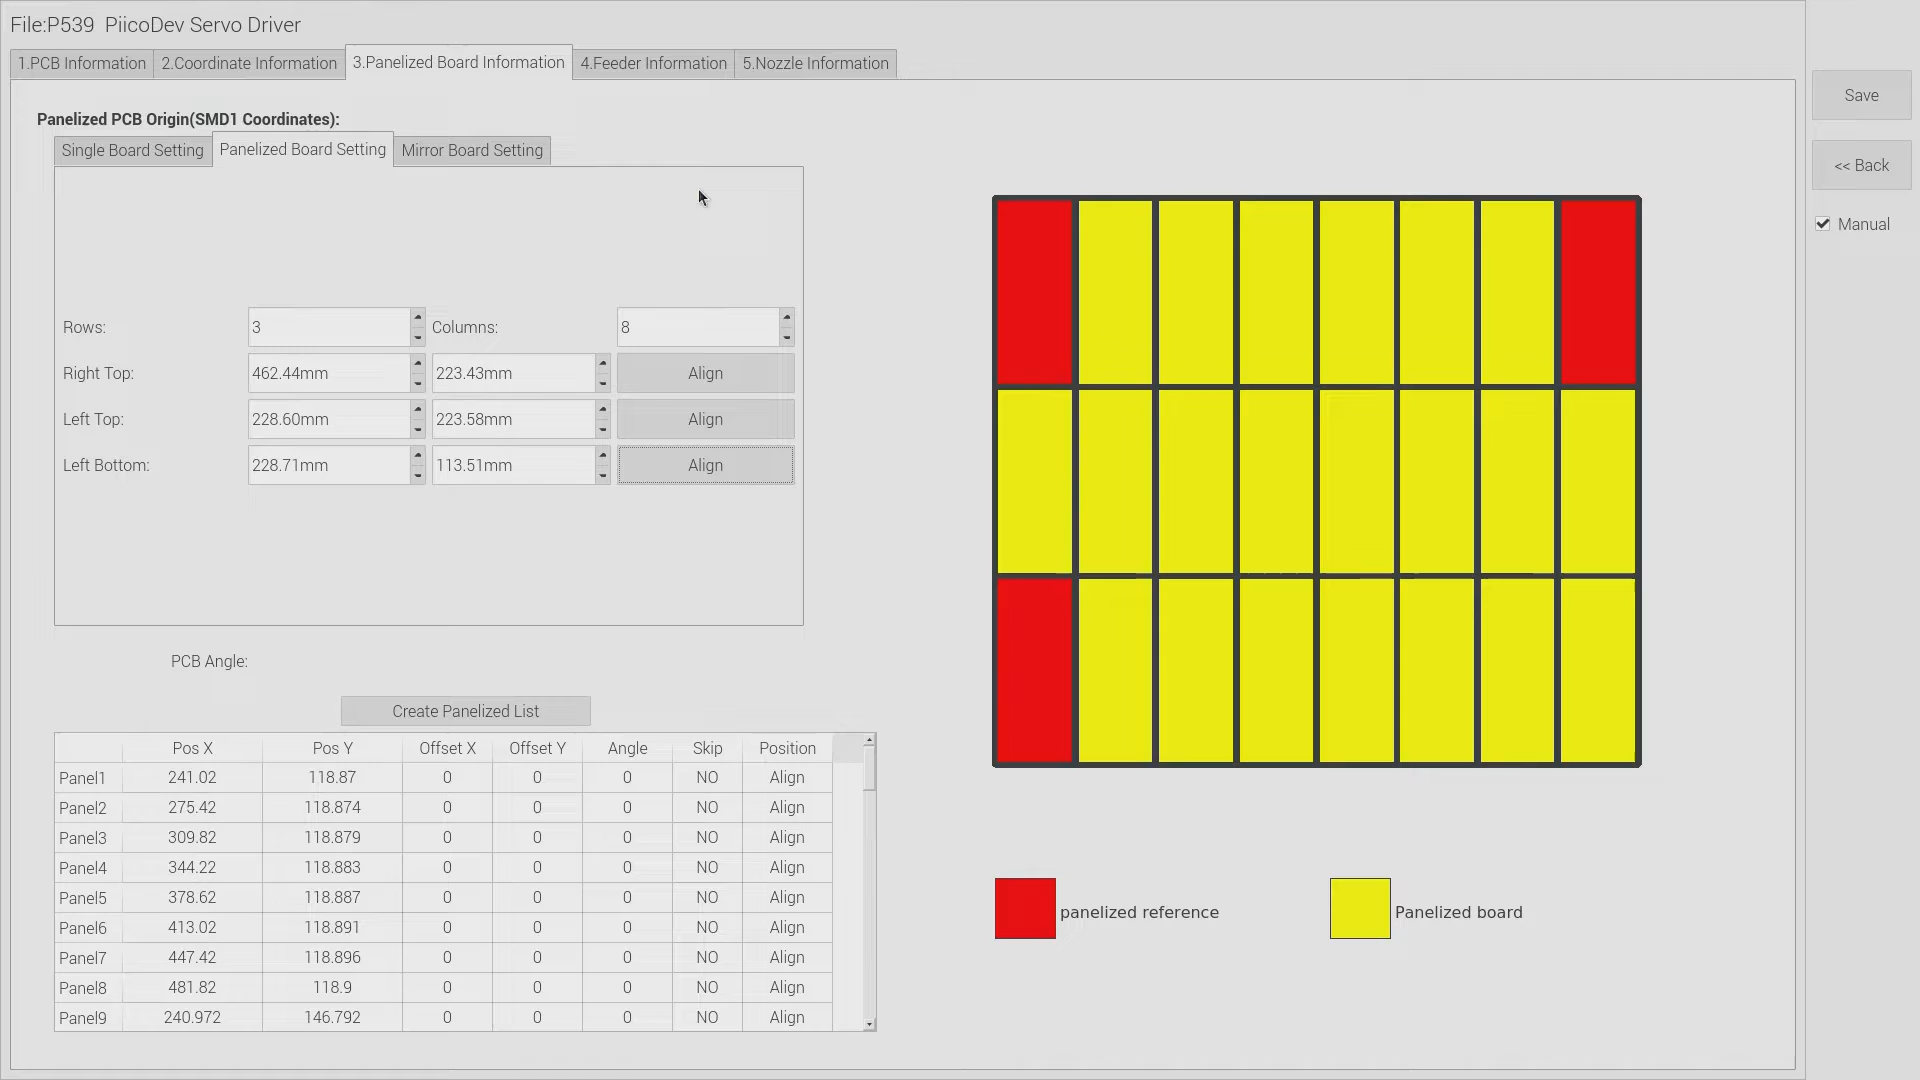 File:P539  PiicoDev Servo Driver
1.PCB Information 2.Coordinate Information 3.Panelized Board Information 4.Feeder Information 5.Nozzle Information
Save
<< Back
Manual
Panelized PCB Origin(SMD1 Coordinates):
Single Board Setting Panelized Board Setting Mirror Board Setting
Rows: 3 Columns: 8
Right Top: 462.44mm 223.43mm Align
Left Top: 228.60mm 223.58mm Align
Left Bottom: 228.71mm 113.51mm Align
PCB Angle:
Create Panelized List
Pos X Pos Y Offset X Offset Y Angle Skip Position
Panel1 241.02 118.87 0 0 0 NO Align
Panel2 275.42 118.874 0 0 0 NO Align
Panel3 309.82 118.879 0 0 0 NO Align
Panel4 344.22 118.883 0 0 0 NO Align
Panel5 378.62 118.887 0 0 0 NO Align
Panel6 413.02 118.891 0 0 0 NO Align
Panel7 447.42 118.896 0 0 0 NO Align
Panel8 481.82 118.9 0 0 0 NO Align
Panel9 240.972 146.792 0 0 0 NO Align
panelized reference
Panelized board